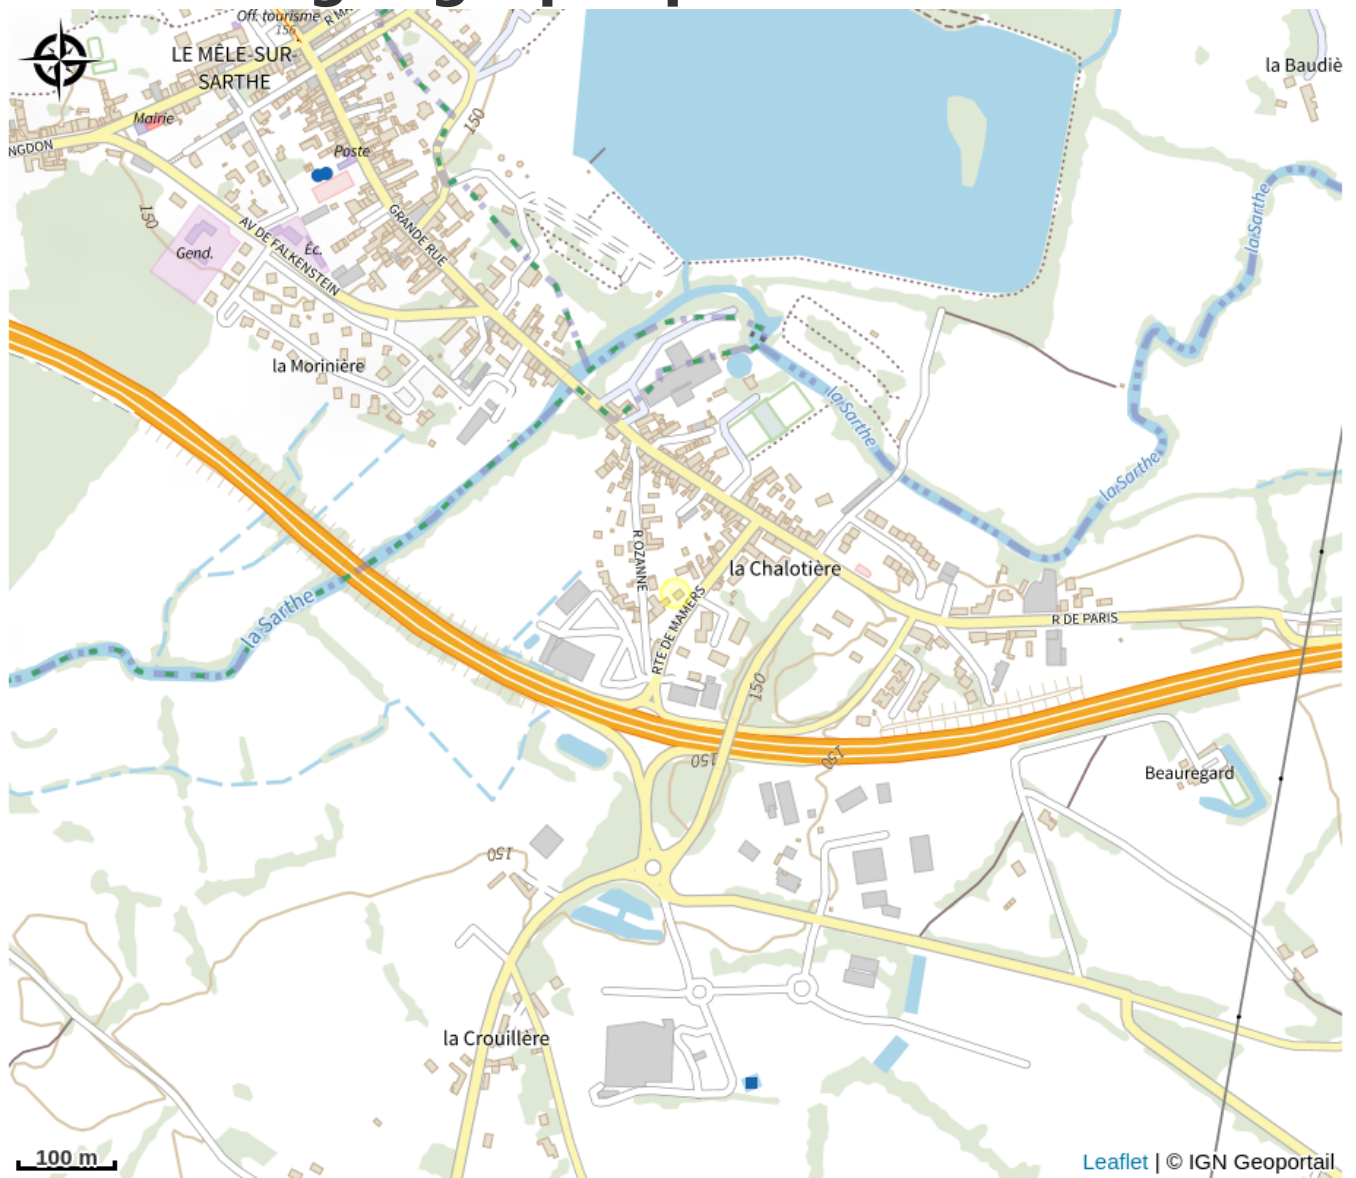 Off. tourisme
150
R MA
LE MÊLE-SUR-
SARTHE
la Baudiè
Mairie
150
NGDON
Poste
150
la Sarthe
GRANDE RUE
AV DE FALKENSTEIN
Gend.
Éc.
la Morinière
la Sarthe
la Sarthe
R OZANNE
la Chalotière
la Sarthe
RTE DE MAMERS
R DE PARIS
150
150
150
Beauregard
150
la Crouillère
100 m
Leaflet | © IGN Geoportail